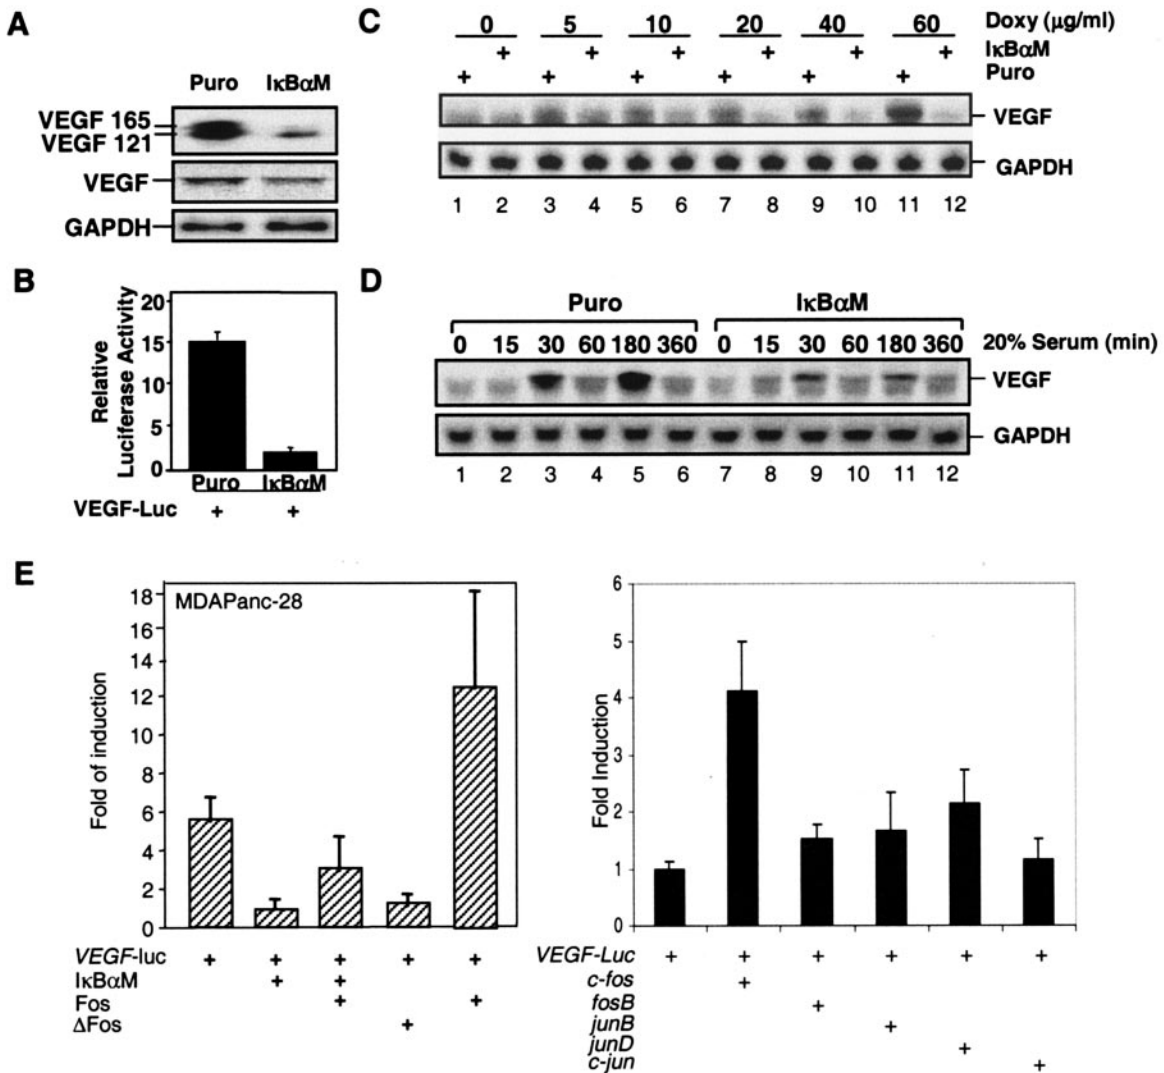 A
Puro IκBαM
VEGF 165
VEGF 121
VEGF
GAPDH
B
Relative
Luciferase Activity
20
15
10
5
0
Puro IκBαM
VEGF-Luc + +
C
0 5 10 20 40 60 Doxy (µg/ml)
+ + + + + + IκBαM
+ + + + + + Puro
VEGF
GAPDH
1 2 3 4 5 6 7 8 9 10 11 12
D
Puro IκBαM
0 15 30 60 180 360 0 15 30 60 180 360 20% Serum (min)
VEGF
GAPDH
1 2 3 4 5 6 7 8 9 10 11 12
E
MDAPanc-28
Fold of induction
18
16
14
12
10
8
6
4
2
0
VEGF-luc + + + + +
IκBαM + +
Fos + +
ΔFos +
Fold Induction
6
5
4
3
2
1
0
VEGF-Luc + + + + + +
c-fos +
fosB +
junB +
junD +
c-jun +